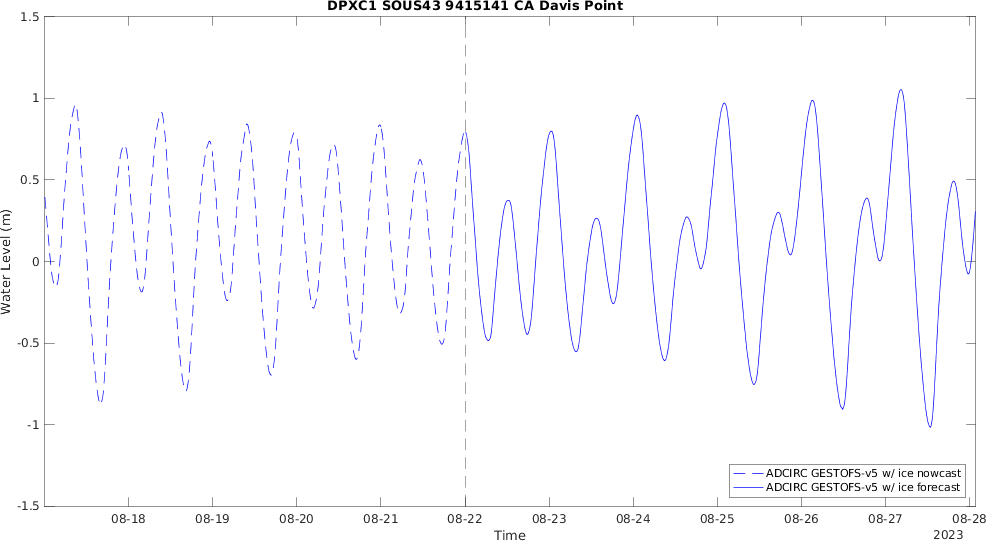 DPXC1 SOUS43 9415141 CA Davis Point
1.5
1
0.5
0
-0.5
-1
-1.5
Water Level (m)
ADCIRC GESTOFS-v5 w/ ice nowcast
ADCIRC GESTOFS-v5 w/ ice forecast
08-18 08-19 08-20 08-21 08-22 08-23 08-24 08-25 08-26 08-27 08-28
Time
2023